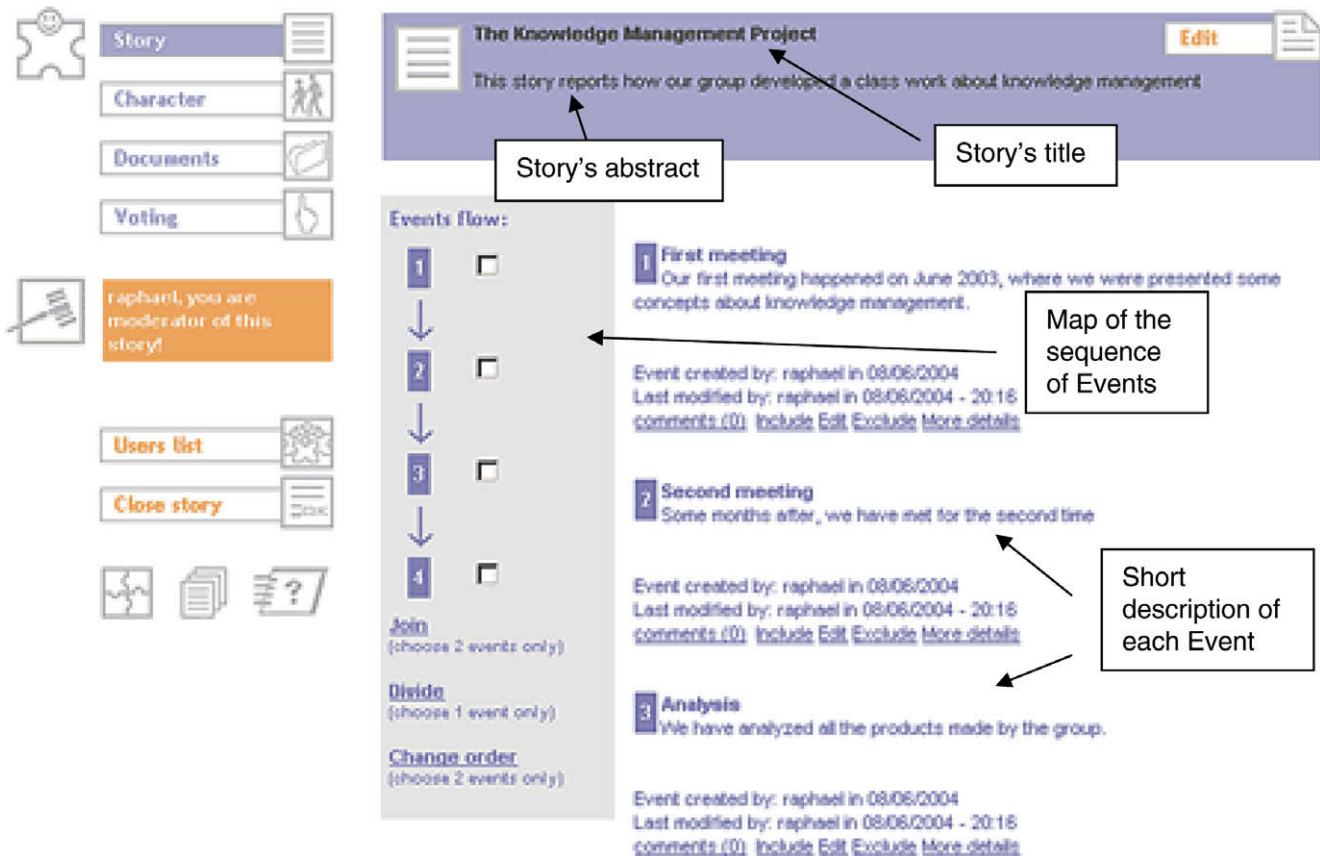 Story
Character
Documents
Voting
raphael, you are
moderator of this
story!
Users list
Close story
?
The Knowledge Management Project
Edit
This story reports how our group developed a class work about knowledge management
Story's abstract
Story's title
Events flow:
1
2
3
4
Join
(choose 2 events only)
Divide
(choose 1 event only)
Change order
(choose 2 events only)
1 First meeting
Our first meeting happened on June 2003, where we were presented some
concepts about knowledge management.
Event created by: raphael in 08/06/2004
Last modified by: raphael in 08/06/2004 - 20:16
comments (0) Include Edit Exclude More details
Map of the
sequence
of Events
2 Second meeting
Some months after, we have met for the second time
Event created by: raphael in 08/06/2004
Last modified by: raphael in 08/06/2004 - 20:16
comments (0) Include Edit Exclude More details
Short
description of
each Event
3 Analysis
We have analyzed all the products made by the group.
Event created by: raphael in 08/06/2004
Last modified by: raphael in 08/06/2004 - 20:16
comments (0) Include Edit Exclude More details